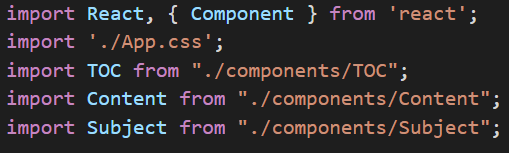 import React, { Component } from 'react';
import './App.css';
import TOC from "./components/TOC";
import Content from "./components/Content";
import Subject from "./components/Subject";